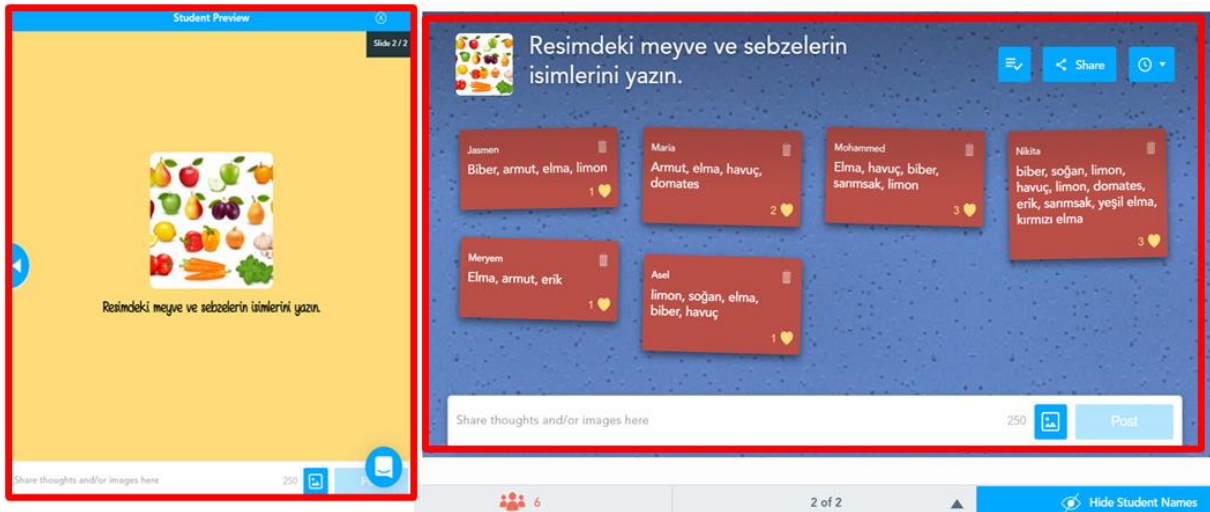 Student Preview
Slide 2 / 2
Resimdeki meyve ve sebzelerin isimlerini yazın.
Share thoughts and/or images here
250
Resimdeki meyve ve sebzelerin
isimlerini yazın.
Share
Jasmen
Biber, armut, elma, limon
1
Maria
Armut, elma, havuç,
domates
2
Mohammed
Elma, havuç, biber,
sarımsak, limon
3
Nikita
biber, soğan, limon,
havuç, limon, domates,
erik, sarımsak, yeşil elma,
kırmızı elma
3
Meryem
Elma, armut, erik
1
Asel
limon, soğan, elma,
biber, havuç
1
Share thoughts and/or images here
250
Post
6
2 of 2
Hide Student Names